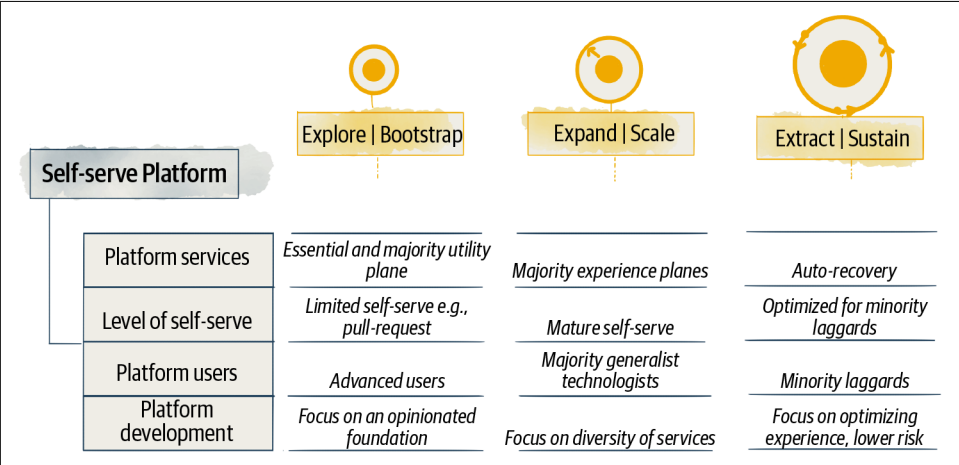 Explore | Bootstrap
Expand | Scale
Extract | Sustain
Self-serve Platform
Platform services
Essential and majority utility
plane
Majority experience planes
Auto-recovery
Level of self-serve
Limited self-serve e.g.,
pull-request
Mature self-serve
Optimized for minority
laggards
Platform users
Advanced users
Majority generalist
technologists
Minority laggards
Platform
development
Focus on an opinionated
foundation
Focus on diversity of services
Focus on optimizing
experience, lower risk